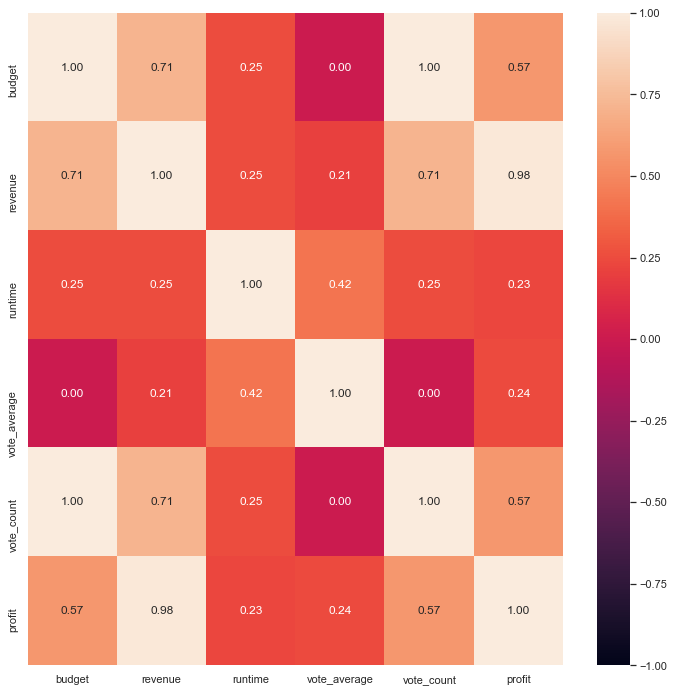 budget 1.00 0.71 0.25 0.00 1.00 0.57
revenue 0.71 1.00 0.25 0.21 0.71 0.98
runtime 0.25 0.25 1.00 0.42 0.25 0.23
vote_average 0.00 0.21 0.42 1.00 0.00 0.24
vote_count 1.00 0.71 0.25 0.00 1.00 0.57
profit 0.57 0.98 0.23 0.24 0.57 1.00
budget revenue runtime vote_average vote_count profit
1.00
0.75
0.50
0.25
0.00
−0.25
−0.50
−0.75
−1.00